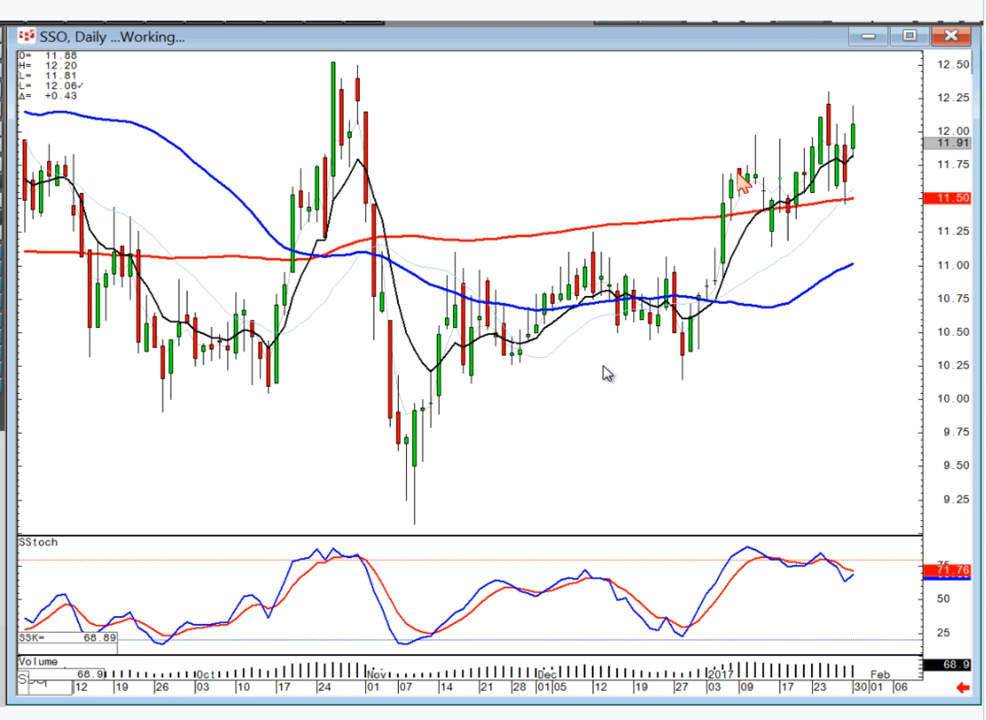 SSO, Daily ...Working...
O= 11.88
H= 12.20
L= 11.81
L= 12.06
Δ= +0.43
12.50
12.25
12.00
11.91
11.75
11.50
11.25
11.00
10.75
10.50
10.25
10.00
9.75
9.50
9.25
SStoch
75
71.76
50
25
SSK= 68.89
Volume
68.9
68.9
Oct Nov Dec 2017 Feb
12 19 26 03 10 17 24 01 07 14 21 28 01 05 12 19 27 03 09 17 23 30 01 06